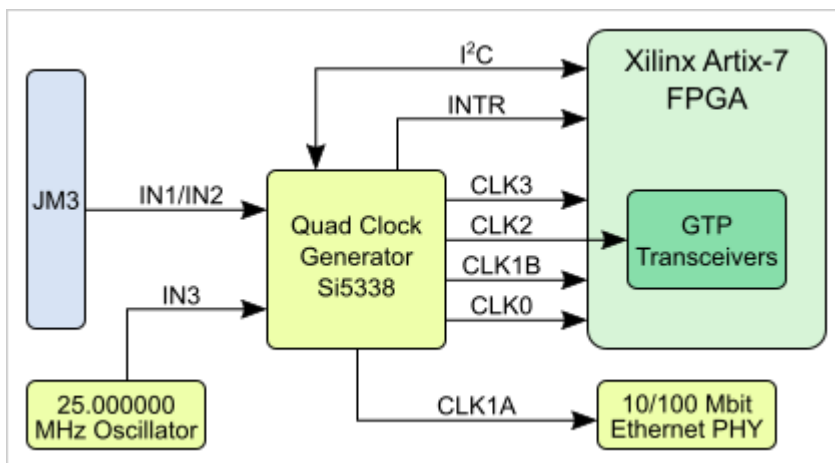 I²C
Xilinx Artix-7
FPGA
INTR
JM3
IN1/IN2
Quad Clock
Generator
Si5338
CLK3
CLK2
CLK1B
CLK0
GTP
Transceivers
IN3
25.000000
MHz Oscillator
CLK1A
10/100 Mbit
Ethernet PHY